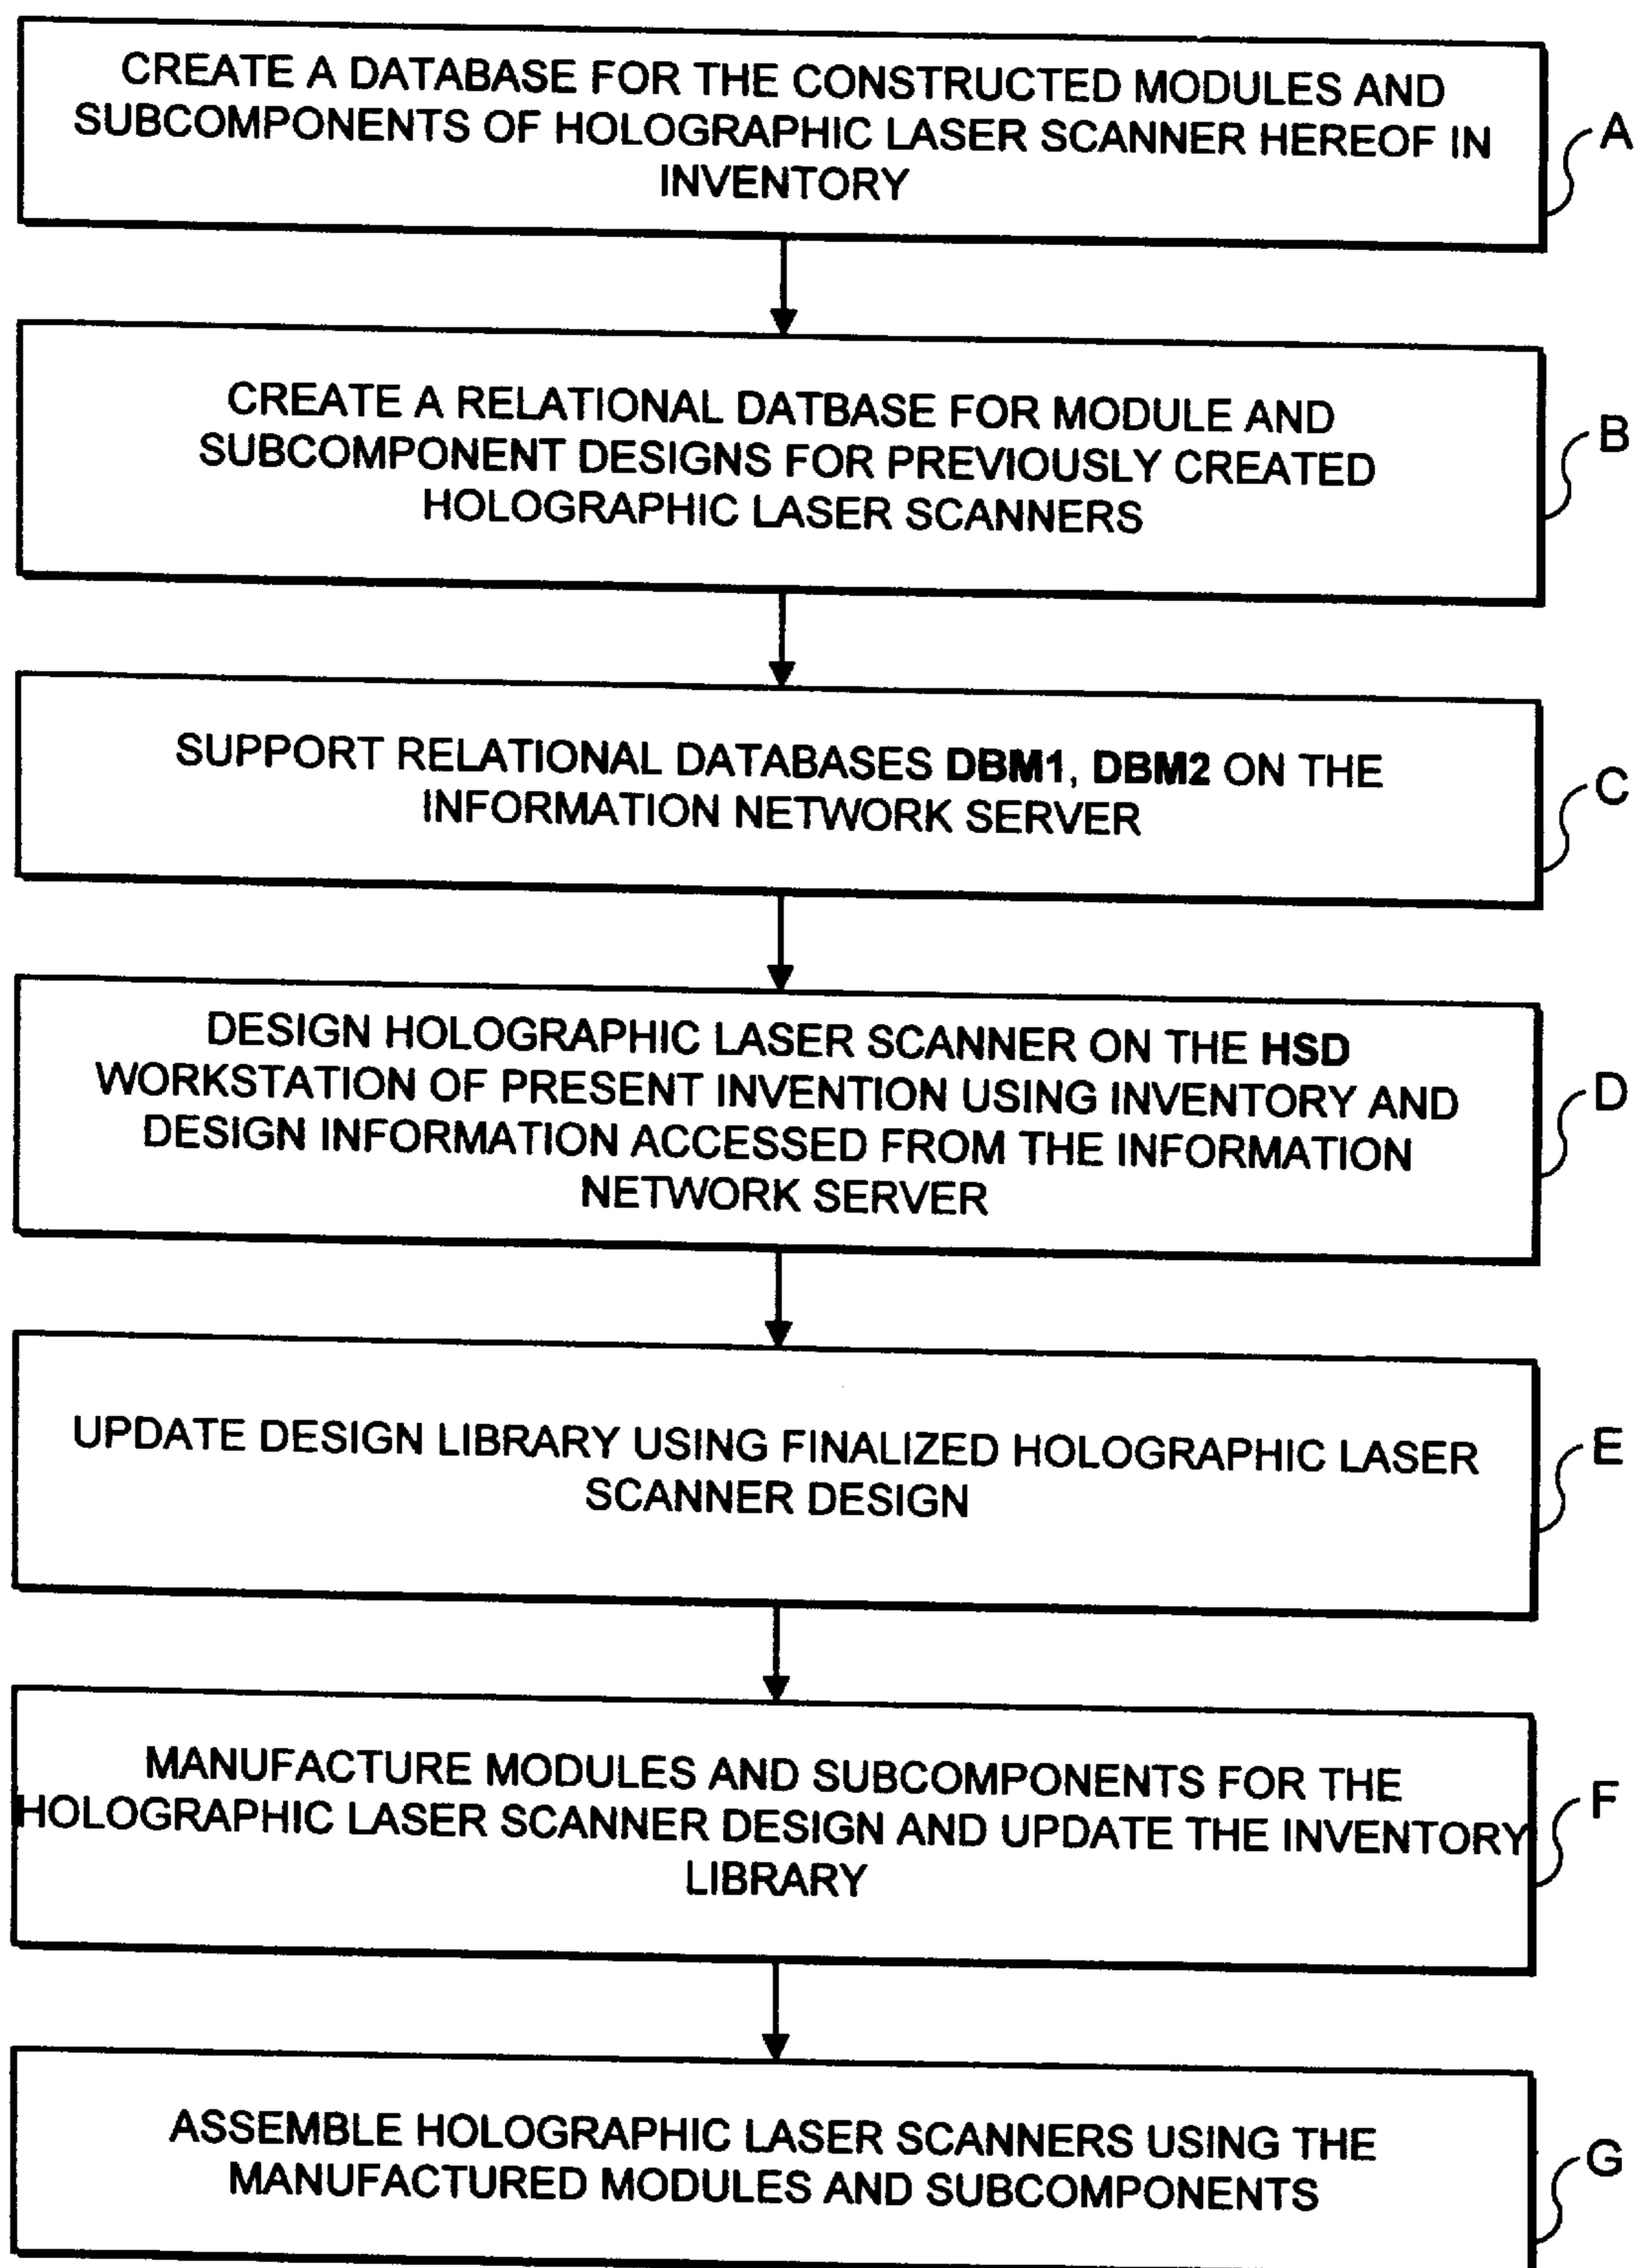 CREATE A DATABASE FOR THE CONSTRUCTED MODULES AND
SUBCOMPONENTS OF HOLOGRAPHIC LASER SCANNER HEREOF IN
INVENTORY
A
CREATE A RELATIONAL DATBASE FOR MODULE AND
SUBCOMPONENT DESIGNS FOR PREVIOUSLY CREATED
HOLOGRAPHIC LASER SCANNERS
B
SUPPORT RELATIONAL DATABASES DBM1, DBM2 ON THE
INFORMATION NETWORK SERVER
C
DESIGN HOLOGRAPHIC LASER SCANNER ON THE HSD
WORKSTATION OF PRESENT INVENTION USING INVENTORY AND
DESIGN INFORMATION ACCESSED FROM THE INFORMATION
NETWORK SERVER
D
UPDATE DESIGN LIBRARY USING FINALIZED HOLOGRAPHIC LASER
SCANNER DESIGN
E
MANUFACTURE MODULES AND SUBCOMPONENTS FOR THE
HOLOGRAPHIC LASER SCANNER DESIGN AND UPDATE THE INVENTORY
LIBRARY
F
ASSEMBLE HOLOGRAPHIC LASER SCANNERS USING THE
MANUFACTURED MODULES AND SUBCOMPONENTS
G